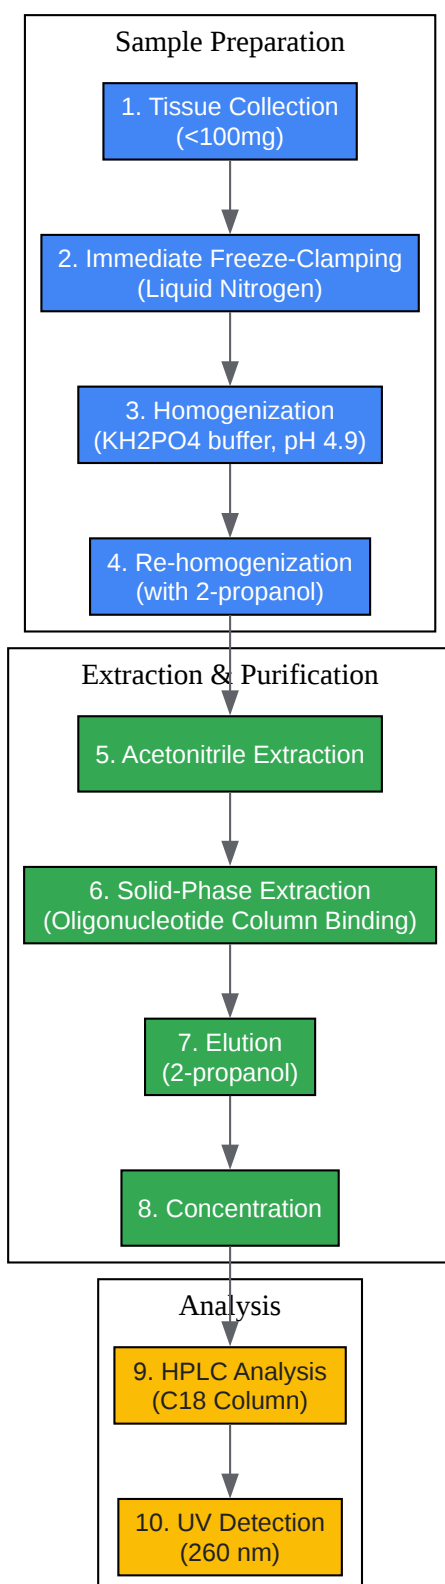 Sample Preparation
1. Tissue Collection
(<100mg)
2. Immediate Freeze-Clamping
(Liquid Nitrogen)
3. Homogenization
(KH2PO4 buffer, pH 4.9)
4. Re-homogenization
(with 2-propanol)
Extraction & Purification
5. Acetonitrile Extraction
6. Solid-Phase Extraction
(Oligonucleotide Column Binding)
7. Elution
(2-propanol)
8. Concentration
Analysis
9. HPLC Analysis
(C18 Column)
10. UV Detection
(260 nm)